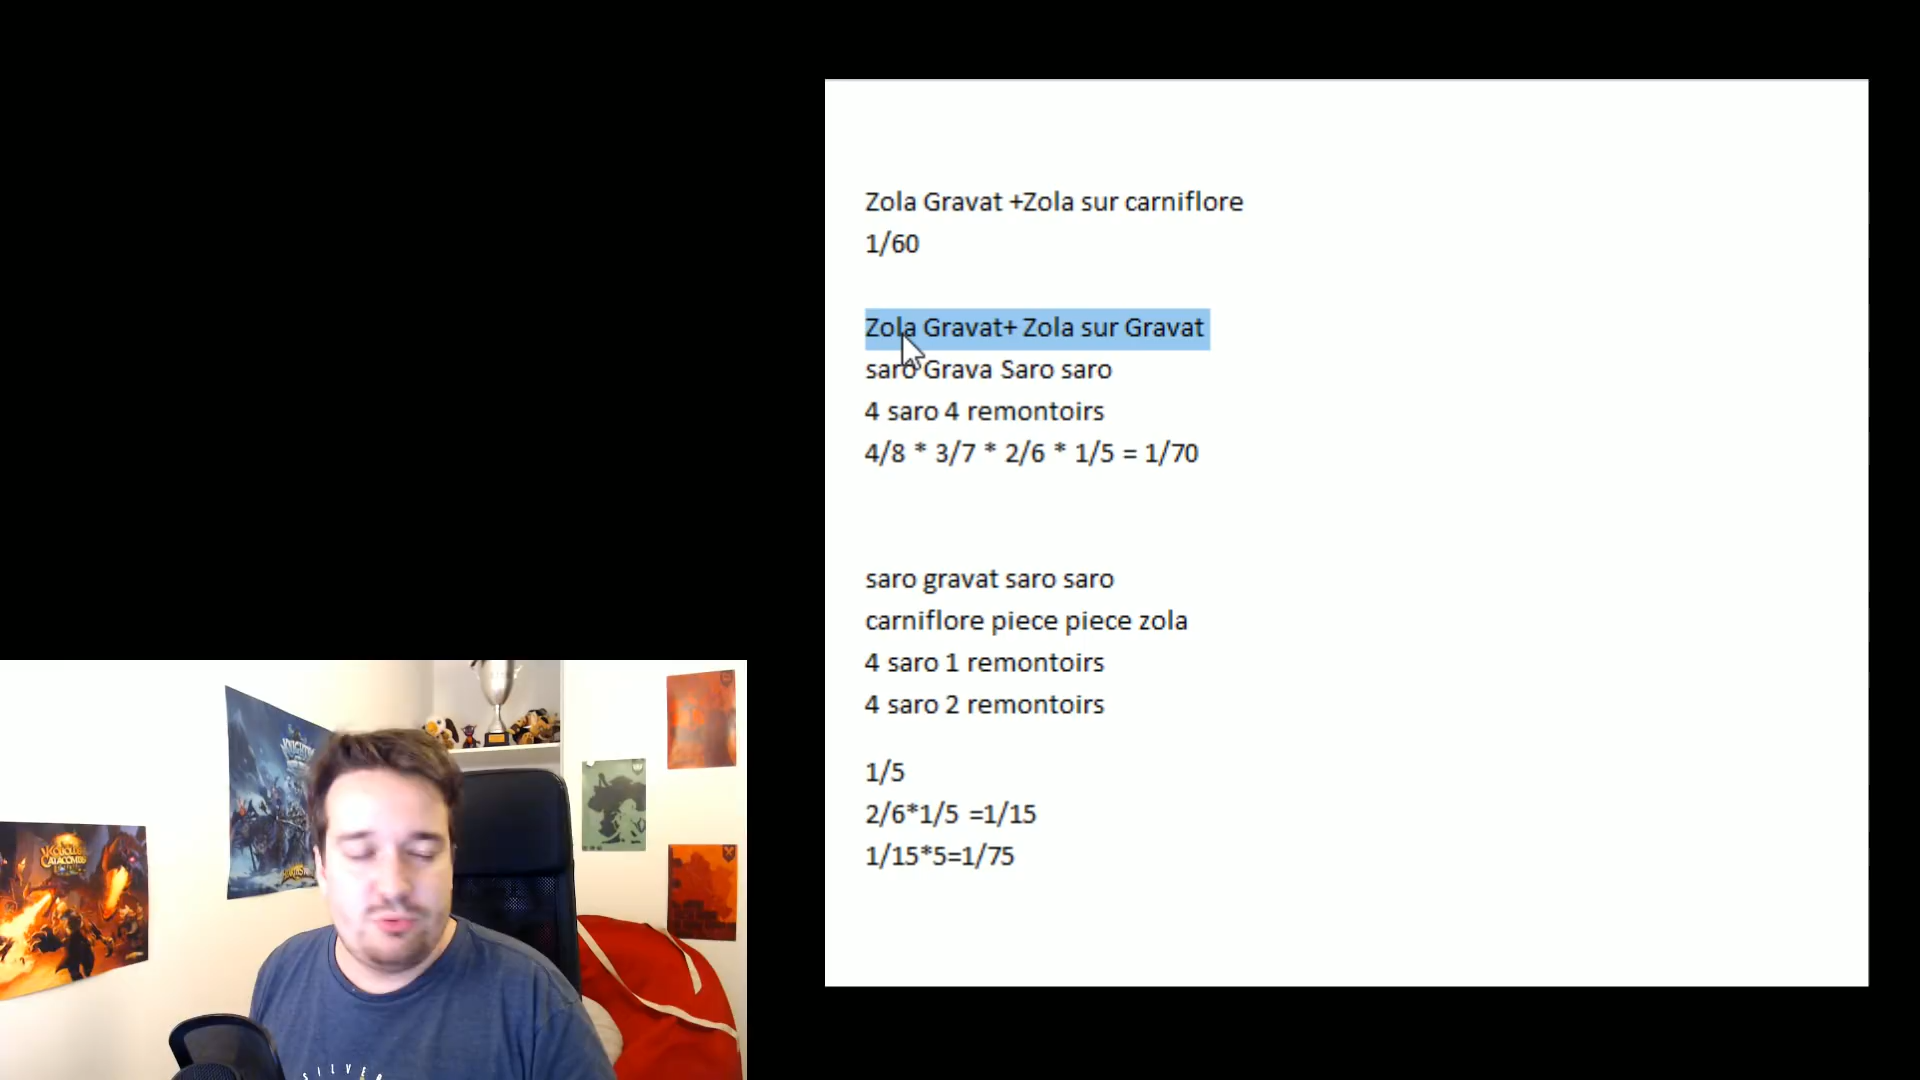 Zola Gravat +Zola sur carniflore
1/60
Zola Gravat+ Zola sur Gravat
saro Grava Saro saro
4 saro 4 remontoirs
4/8 * 3/7 * 2/6 * 1/5 = 1/70
saro gravat saro saro
carniflore piece piece zola
4 saro 1 remontoirs
4 saro 2 remontoirs
1/5
2/6*1/5 =1/15
1/15*5=1/75
SILVER